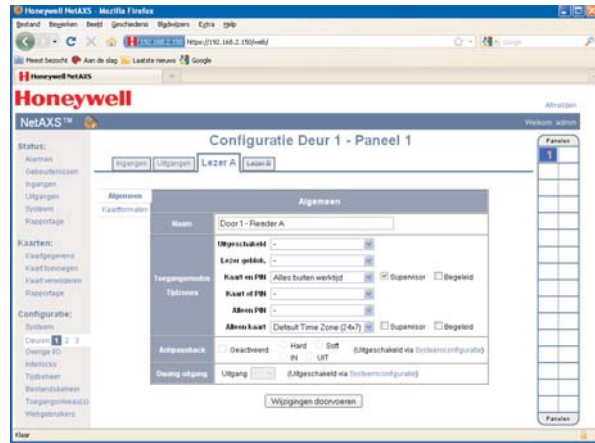 Honeywell NetAXS - Mozilla Firefox
Bestand Bewerken Beeld Geschiedenis Bladwijzers Extra Help
192.168.2.150 https://192.168.2.150/web/
Meest bezocht Aan de slag Laatste nieuws Google
Honeywell NetAXS
Honeywell
Afmelden
NetAXS™
Welkom admin
Configuratie Deur 1 - Paneel 1
Panelen
1
Ingangen Uitgangen Lezer A Lezer B
Status:
Alarmen
Gebeurtenissen
Ingangen
Uitgangen
Systeem
Rapportage
Kaarten:
Kaartgegevens
Kaart toevoegen
Kaart verwijderen
Rapportage
Configuratie:
Systeem
Deuren 1 2 3
Overige I/O
Interlocks
Tijdbeheer
Bestandsbeheer
Toegangsniveau(s)
Webgebruikers
Algemeen
Kaartformaten
Algemeen
Naam Door 1 - Reader A
Toegangsmodus Tijdzones
Uitgeschakeld -
Lezer geblok. -
Kaart en PIN Alles buiten werktijd Supervisor Begeleid
Kaart of PIN -
Alleen PIN -
Alleen kaart Default Time Zone (24x7) Supervisor Begeleid
Antipassback Geactiveerd Hard Soft IN UIT (Uitgeschakeld via Systeemconfiguratie)
Dwang uitgang Uitgang - (Uitgeschakeld via Systeemconfiguratie)
Wijzigingen doorvoeren
Panelen
Klaar